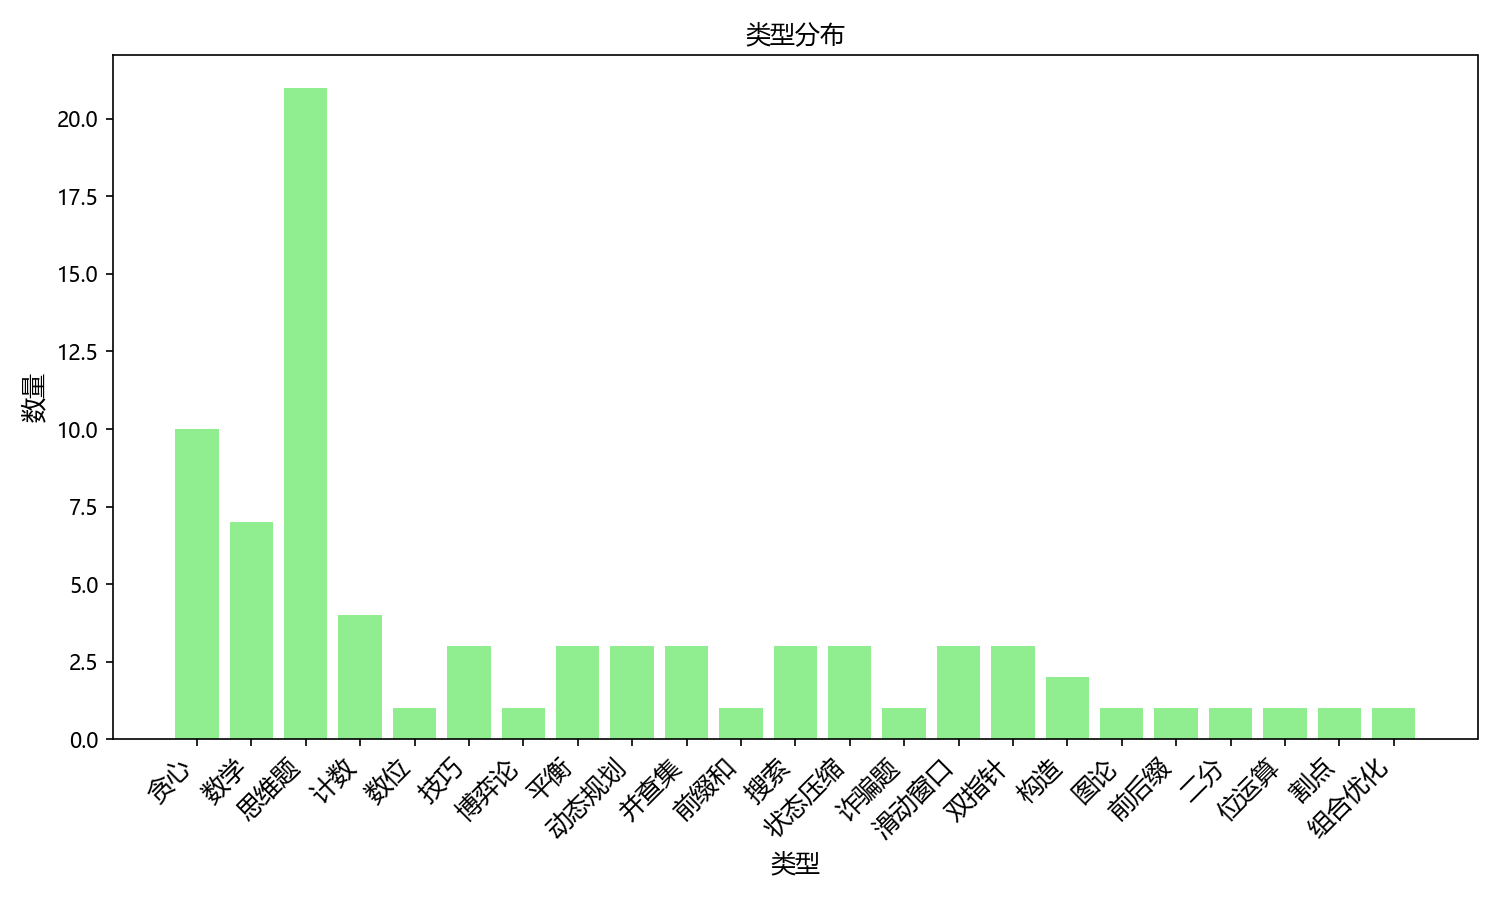 类型分布
数量
20.0
17.5
15.0
12.5
10.0
7.5
5.0
2.5
0.0
贪心
数学
思维题
计数
数位
技巧
博弈论
平衡
动态规划
并查集
前缀和
搜索
状态压缩
诈骗题
滑动窗口
双指针
构造
图论
前后缀
二分
位运算
割点
组合优化
类型